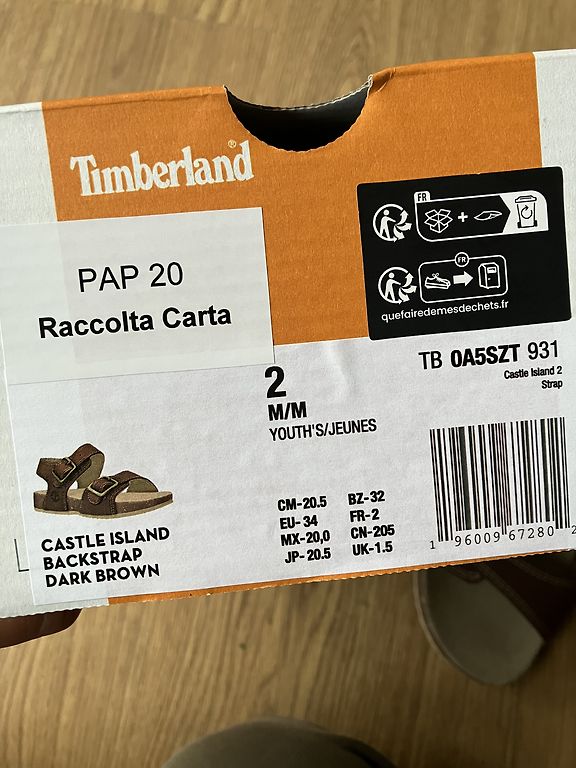 Timberland®
FR
PAP 20
Raccolta Carta
FR
quefairedemesdechets.fr
TB 0A5SZT 931
Castle Island 2
Strap
2
M/M
YOUTH'S/JEUNES
CM-20.5 BZ-32
EU- 34 FR-2
MX-20,0 CN-205
JP- 20.5 UK-1.5
CASTLE ISLAND
BACKSTRAP
DARK BROWN
1 96009 67280 2